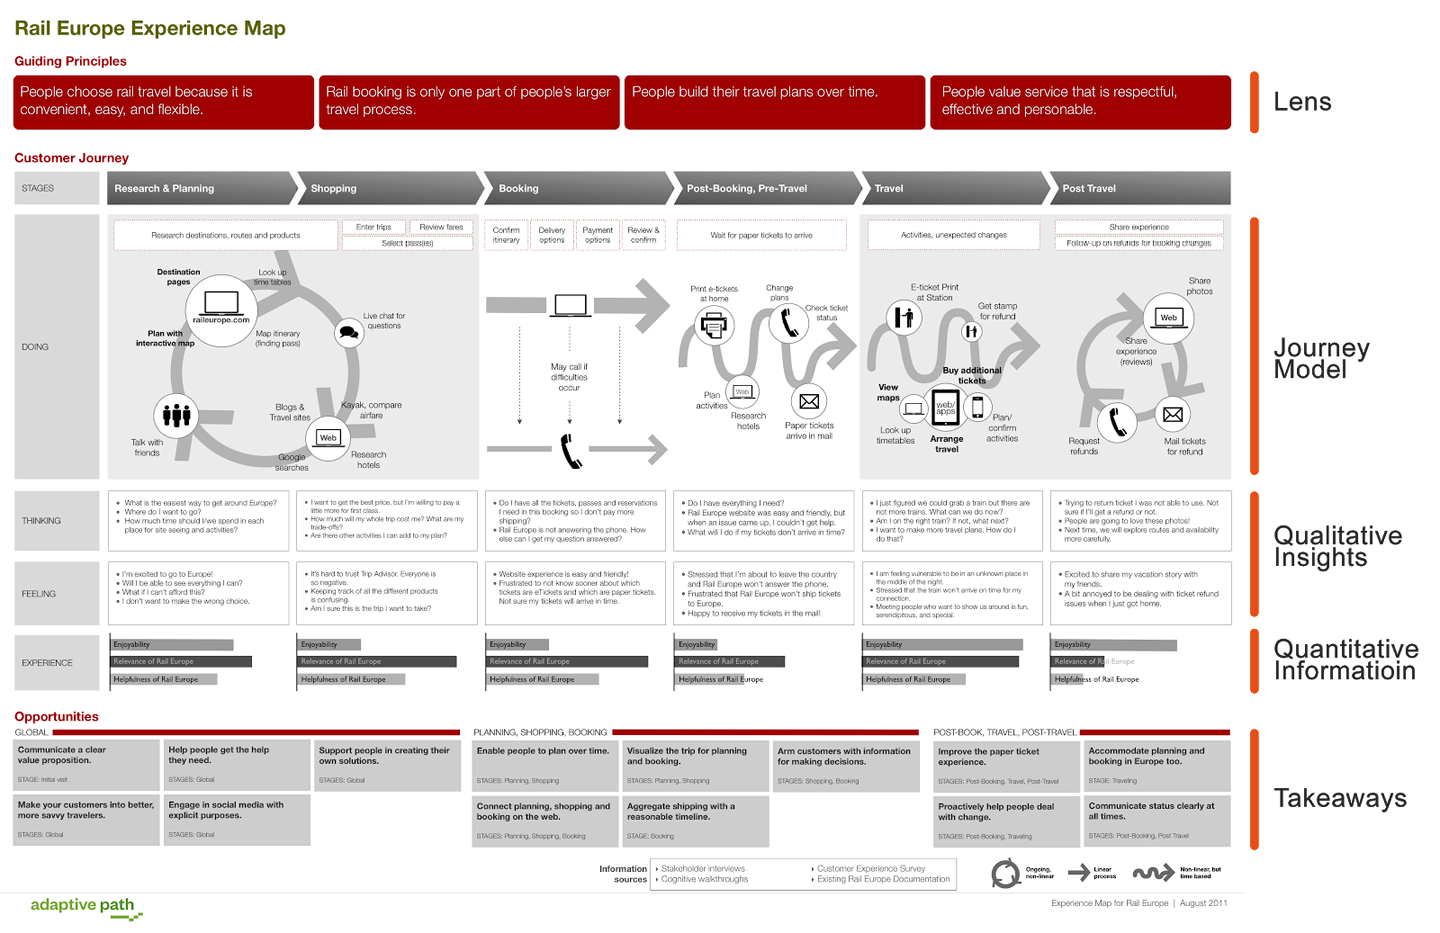 Rail Europe Experience Map
Guiding Principles
People choose rail travel because it is
convenient, easy, and flexible.
Rail booking is only one part of people's larger
travel process.
People build their travel plans over time.
People value service that is respectful,
effective and personable.
Lens
Customer Journey
STAGES
Research & Planning
Shopping
Booking
Post-Booking, Pre-Travel
Travel
Post Travel
DOING
Research destinations, routes and products
Enter trips
Review fares
Select pass(es)
Confirm
itinerary
Delivery
options
Payment
options
Review &
confirm
Wait for paper tickets to arrive
Activities, unexpected changes
Share experience
Follow-up on refunds for booking changes
Destination
pages
Look up
time tables
raileurope.com
Plan with
interactive map
Map itinerary
(finding pass)
Live chat for
questions
Talk with
friends
Blogs &
Travel sites
Kayak, compare
airfare
Web
Google
searches
Research
hotels
May call if
difficulties
occur
Print e-tickets
at home
Change
plans
Check ticket
status
Plan
activities
Web
Research
hotels
Paper tickets
arrive in mail
E-ticket Print
at Station
Get stamp
for refund
Buy additional
tickets
View
maps
web/
apps
Look up
timetables
Arrange
travel
Plan/
confirm
activities
Share
photos
Web
Share
experience
(reviews)
Request
refunds
Mail tickets
for refund
Journey
Model
THINKING
• What is the easiest way to get around Europe?
• Where do I want to go?
• How much time should I/we spend in each
place for site seeing and activities?
• I want to get the best price, but I'm willing to pay a
little more for first class.
• How much will my whole trip cost me? What are my
trade-offs?
• Are there other activities I can add to my plan?
• Do I have all the tickets, passes and reservations
I need in this booking so I don't pay more
shipping?
• Rail Europe is not answering the phone. How
else can I get my question answered?
• Do I have everything I need?
• Rail Europe website was easy and friendly, but
when an issue came up, I couldn't get help.
• What will I do if my tickets don't arrive in time?
• I just figured we could grab a train but there are
not more trains. What can we do now?
• Am I on the right train? If not, what next?
• I want to make more travel plans. How do I
do that?
• Trying to return ticket I was not able to use. Not
sure if I'll get a refund or not.
• People are going to love these photos!
• Next time, we will explore routes and availability
more carefully.
FEELING
• I'm excited to go to Europe!
• Will I be able to see everything I can?
• What if I can't afford this?
• I don't want to make the wrong choice.
• It's hard to trust Trip Advisor. Everyone is
so negative.
• Keeping track of all the different products
is confusing.
• Am I sure this is the trip I want to take?
• Website experience is easy and friendly!
• Frustrated to not know sooner about which
tickets are eTickets and which are paper tickets.
Not sure my tickets will arrive in time.
• Stressed that I'm about to leave the country
and Rail Europe won't answer the phone.
• Frustrated that Rail Europe won't ship tickets
to Europe.
• Happy to receive my tickets in the mail!
• I am feeling vulnerable to be in an unknown place in
the middle of the night.
• Stressed that the train won't arrive on time for my
connection.
• Meeting people who want to show us around is fun,
serendipitous, and special.
• Excited to share my vacation story with
my friends.
• A bit annoyed to be dealing with ticket refund
issues when I just got home.
Qualitative
Insights
EXPERIENCE
Enjoyability
Relevance of Rail Europe
Helpfulness of Rail Europe
Enjoyability
Relevance of Rail Europe
Helpfulness of Rail Europe
Enjoyability
Relevance of Rail Europe
Helpfulness of Rail Europe
Enjoyability
Relevance of Rail Europe
Helpfulness of Rail Europe
Enjoyability
Relevance of Rail Europe
Helpfulness of Rail Europe
Enjoyability
Relevance of Rail Europe
Helpfulness of Rail Europe
Quantitative
Informatioin
Opportunities
GLOBAL
Communicate a clear
value proposition.
STAGE: Initial visit
Help people get the help
they need.
STAGES: Global
Support people in creating their
own solutions.
STAGES: Global
Make your customers into better,
more savvy travelers.
STAGES: Global
Engage in social media with
explicit purposes.
STAGES: Global
PLANNING, SHOPPING, BOOKING
Enable people to plan over time.
STAGES: Planning, Shopping
Visualize the trip for planning
and booking.
STAGES: Planning, Shopping
Arm customers with information
for making decisions.
STAGES: Shopping, Booking
Connect planning, shopping and
booking on the web.
STAGES: Planning, Shopping, Booking
Aggregate shipping with a
reasonable timeline.
STAGE: Booking
POST-BOOK, TRAVEL, POST-TRAVEL
Improve the paper ticket
experience.
STAGES: Post-Booking, Travel, Post-Travel
Accommodate planning and
booking in Europe too.
STAGE: Traveling
Proactively help people deal
with change.
STAGES: Post-Booking, Traveling
Communicate status clearly at
all times.
STAGES: Post-Booking, Post Travel
Takeaways
Information
sources
Stakeholder interviews
Cognitive walkthroughs
Customer Experience Survey
Existing Rail Europe Documentation
Ongoing,
non-linear
Linear
process
Non-linear, but
time based
adaptive path
Experience Map for Rail Europe | August 2011